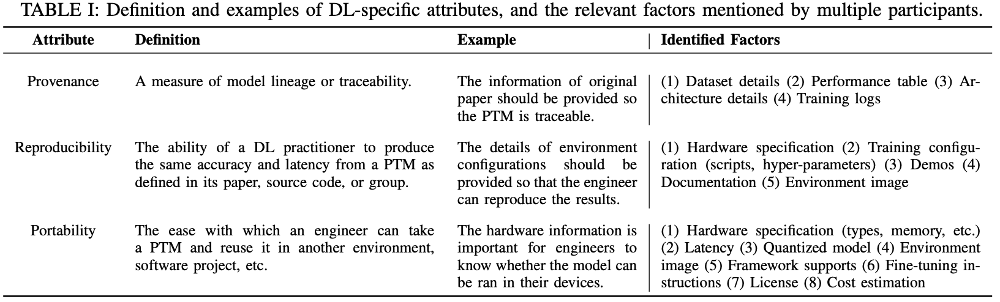 TABLE I: Definition and examples of DL-specific attributes, and the relevant factors mentioned by multiple participants.
Attribute Definition Example Identified Factors
Provenance A measure of model lineage or traceability. The information of original (1) Dataset details (2) Performance table (3) Ar-
paper should be provided so chitecture details (4) Training logs
the PTM is traceable.
Reproducibility The ability of a DL practitioner to produce The details of environment (1) Hardware specification (2) Training configu-
the same accuracy and latency from a PTM as configurations should be ration (scripts, hyper-parameters) (3) Demos (4)
defined in its paper, source code, or group. provided so that the engineer Documentation (5) Environment image
can reproduce the results.
Portability The ease with which an engineer can take The hardware information is (1) Hardware specification (types, memory, etc.)
a PTM and reuse it in another environment, important for engineers to (2) Latency (3) Quantized model (4) Environment
software project, etc. know whether the model can image (5) Framework supports (6) Fine-tuning in-
be ran in their devices. structions (7) License (8) Cost estimation